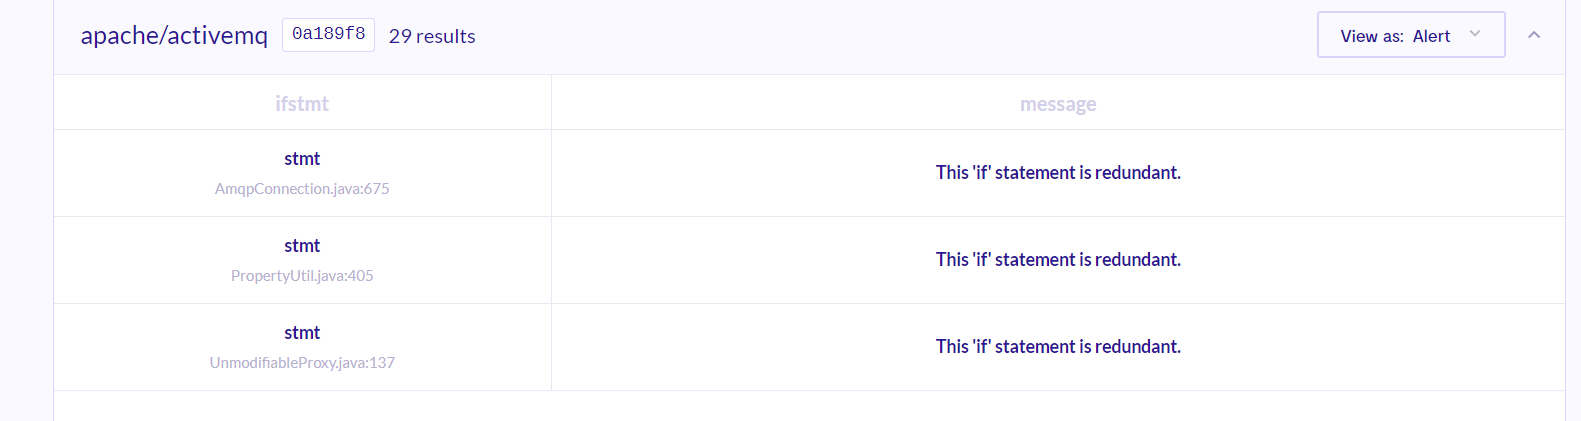 apache/activemq 0a189f8 29 results View as: Alert
ifstmt message
stmt
AmqpConnection.java:675
This 'if' statement is redundant.
stmt
PropertyUtil.java:405
This 'if' statement is redundant.
stmt
UnmodifiableProxy.java:137
This 'if' statement is redundant.